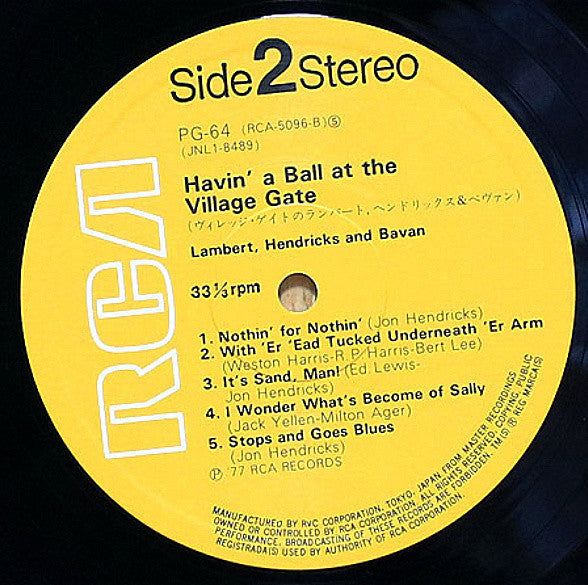 Side 2 Stereo
PG-64 (RCA-5096-B)⑤
(JNL1-8489)
Havin' a Ball at the
Village Gate
(ヴィレッジ・ゲイトのランバート, ヘンドリックス&ベヴァン)
Lambert, Hendricks and Bavan
33⅓rpm
RCA
1. Nothin' for Nothin' (Jon Hendricks)
2. With 'Er 'Ead Tucked Underneath 'Er Arm
(Weston Harris-R.P. Harris-Bert Lee)
3. It's Sand, Man! (Ed Lewis-
Jon Hendricks)
4. I Wonder What's Become of Sally
(Jack Yellen-Milton Ager)
5. Stops and Goes Blues
(Jon Hendricks)
Ⓟ '77 RCA RECORDS
MANUFACTURED BY RVC CORPORATION, TOKYO, JAPAN FROM MASTER RECORDINGS
OWNED OR CONTROLLED BY RCA CORPORATION. ALL RIGHTS RESERVED. COPYING, PUBLIC
PERFORMANCE, BROADCASTING OF THESE RECORDS ARE FORBIDDEN. TM(S) ® REG. MARCA(S)
REGISTRADA(S) USED BY AUTHORITY OF RCA CORPORATION.